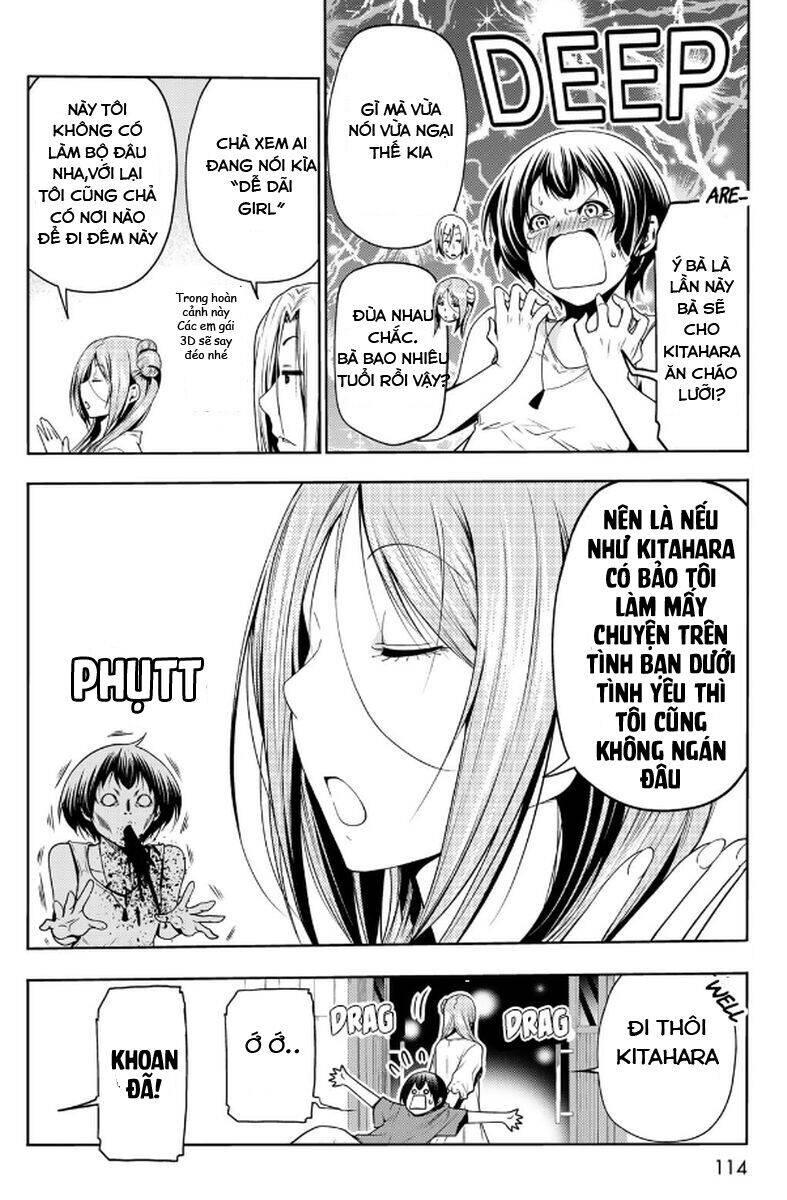 DEEP
ARE-
Ý BÀ LÀ
LẦN NÀY
BÀ SẼ
CHO
KITAHARA
ĂN CHÁO
LƯỠI?
GÌ MÀ VỪA
NÓI VỪA NGẠI
THẾ KIA
ĐÙA NHAU
CHẮC.
BÀ BAO NHIÊU
TUỔI RỒI VẬY?
CHẢ XEM AI
ĐANG NÓI KÌA
“DỄ DÃI
GIRL”
NÀY TÔI
KHÔNG CÓ
LÀM BỘ ĐÂU
NHA,VỚI LẠI
TÔI CŨNG CHẢ
CÓ NƠI NÀO
ĐỂ ĐI ĐÊM NÀY
Trong hoàn
cảnh này
Các em gái
3D sẽ say
đéo nhé
NÊN LÀ NẾU
NHƯ KITAHARA
CÓ BẢO TÔI
LÀM MẤY
CHUYỆN TRÊN
TÌNH BẠN DƯỚI
TÌNH YÊU THÌ
TÔI CŨNG
KHÔNG NGÁN
ĐÂU
PHỤTT
WELL
ĐI THÔI
KITAHARA
DRAG
DRAG
Ớ Ớ..
KHOAN
ĐÃ!
114